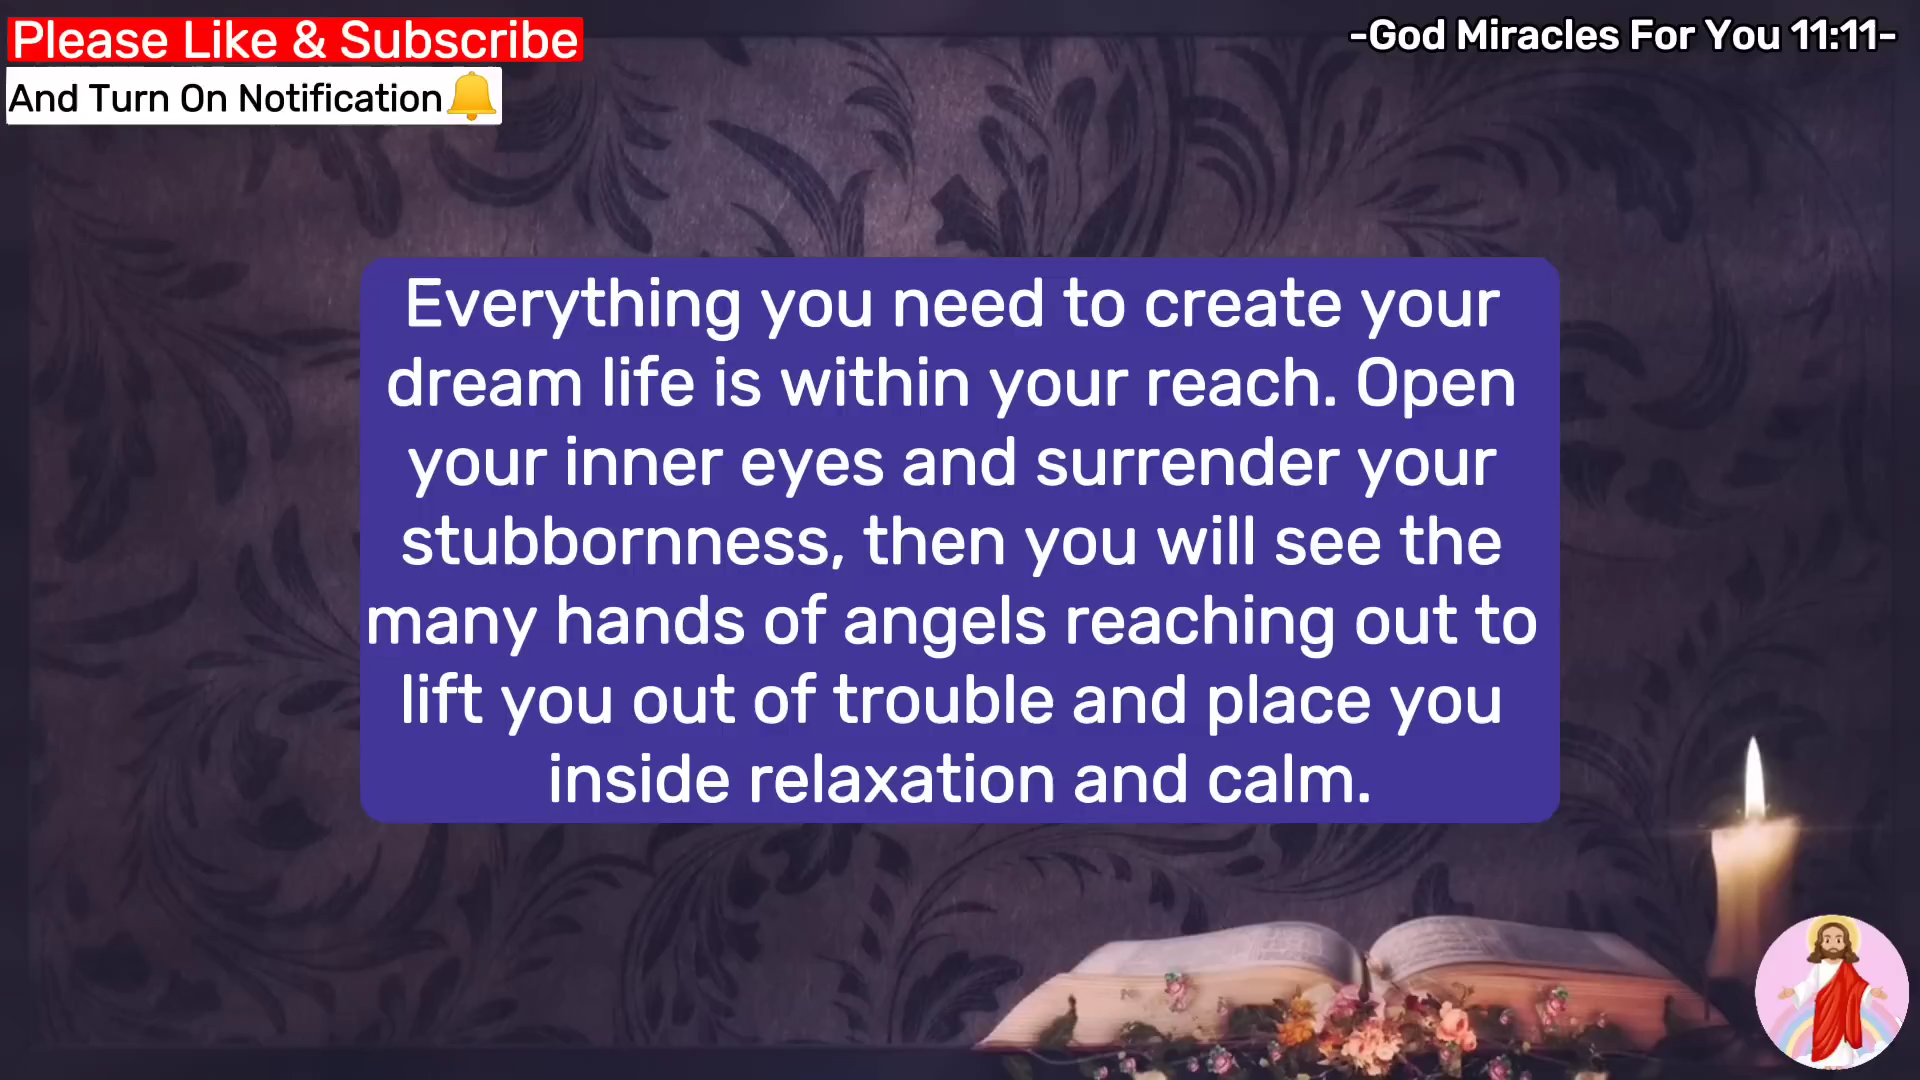 Please Like & Subscribe
And Turn On Notification🔔
-God Miracles For You 11:11-
Everything you need to create your
dream life is within your reach. Open
your inner eyes and surrender your
stubbornness, then you will see the
many hands of angels reaching out to
lift you out of trouble and place you
inside relaxation and calm.